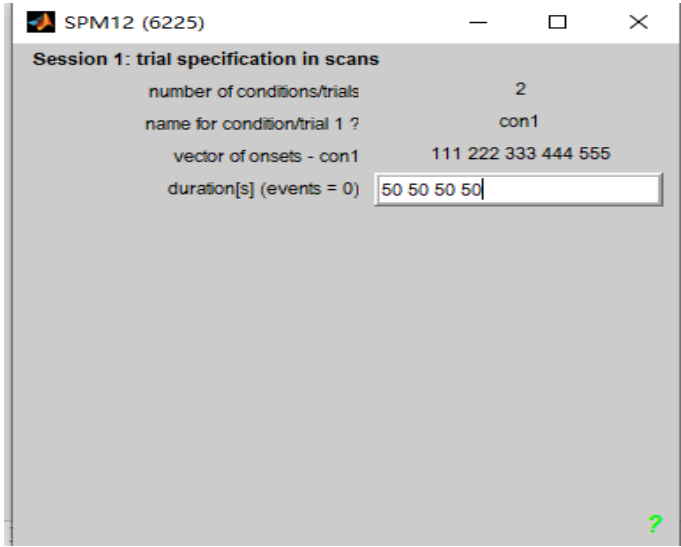 SPM12 (6225)
Session 1: trial specification in scans
number of conditions/trials 2
name for condition/trial 1 ? con1
vector of onsets - con1 111 222 333 444 555
duration[s] (events = 0) 50 50 50 50
?